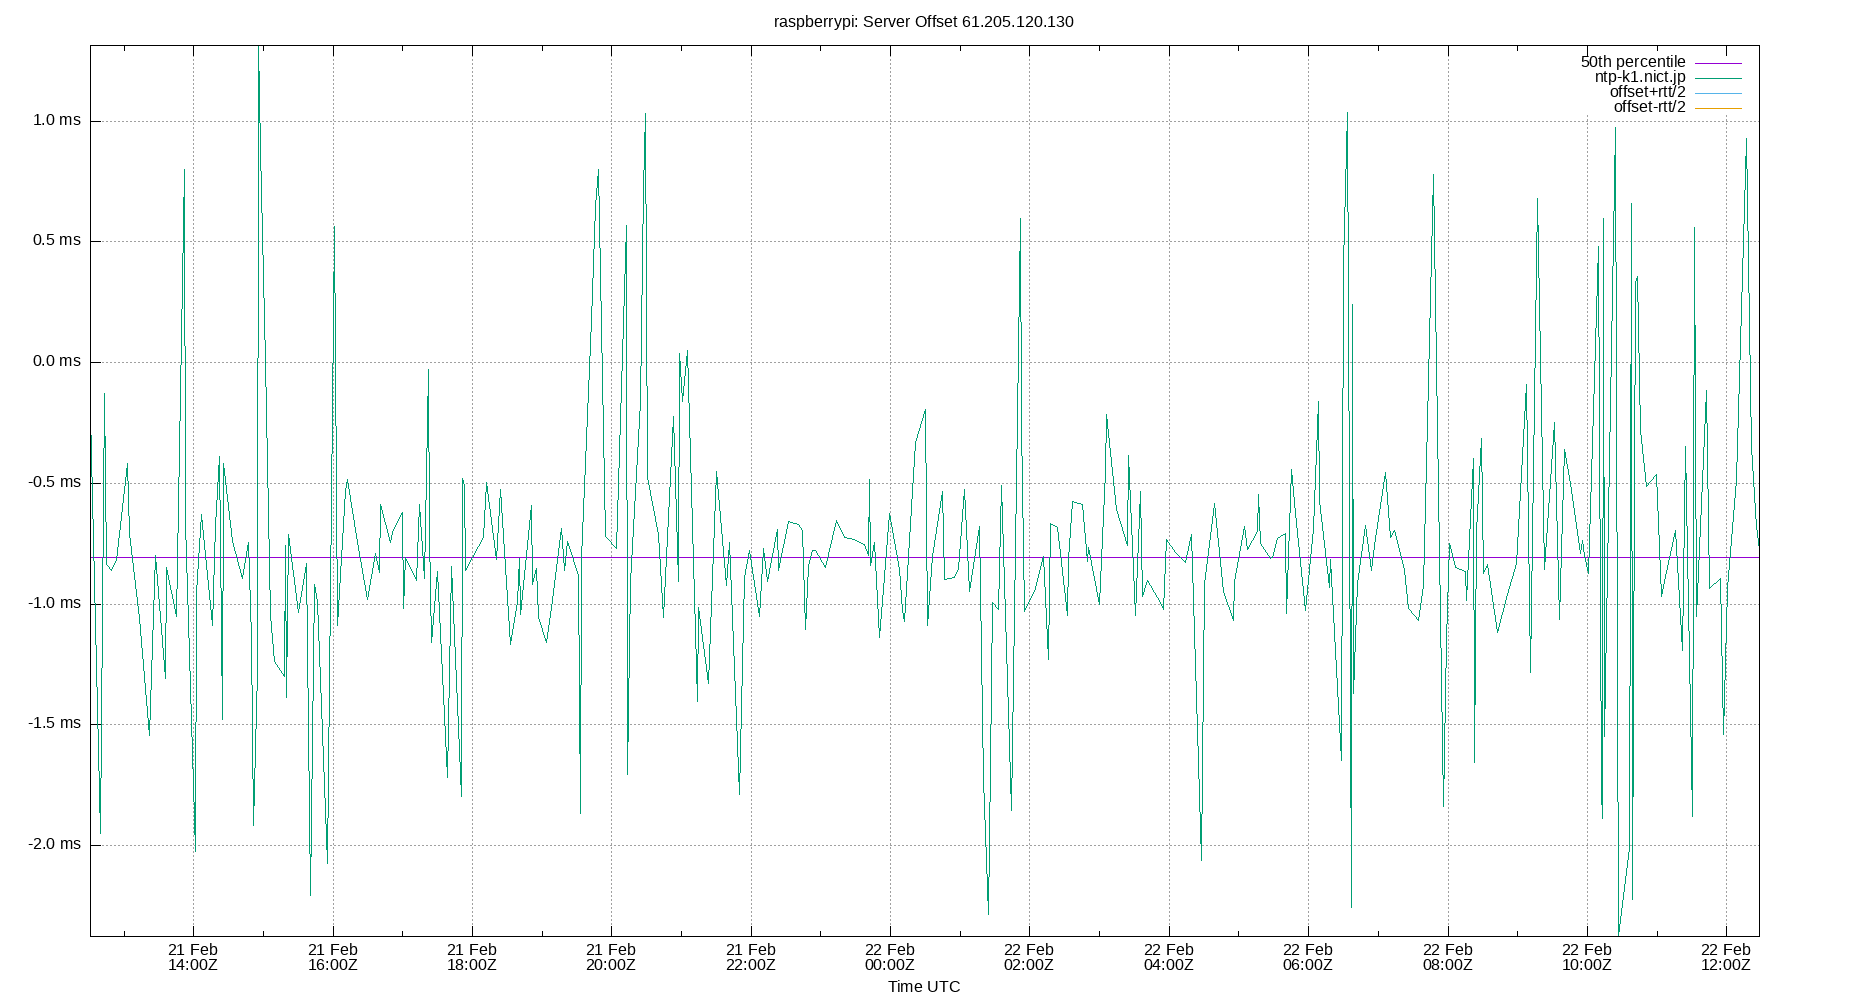 raspberrypi: Server Offset 61.205.120.130
50th percentile
ntp-k1.nict.jp
offset+rtt/2
offset-rtt/2
1.0 ms
0.5 ms
0.0 ms
-0.5 ms
-1.0 ms
-1.5 ms
-2.0 ms
21 Feb 21 Feb 21 Feb 21 Feb 21 Feb 22 Feb 22 Feb 22 Feb 22 Feb 22 Feb 22 Feb 22 Feb
14:00Z 16:00Z 18:00Z 20:00Z 22:00Z 00:00Z 02:00Z 04:00Z 06:00Z 08:00Z 10:00Z 12:00Z
Time UTC